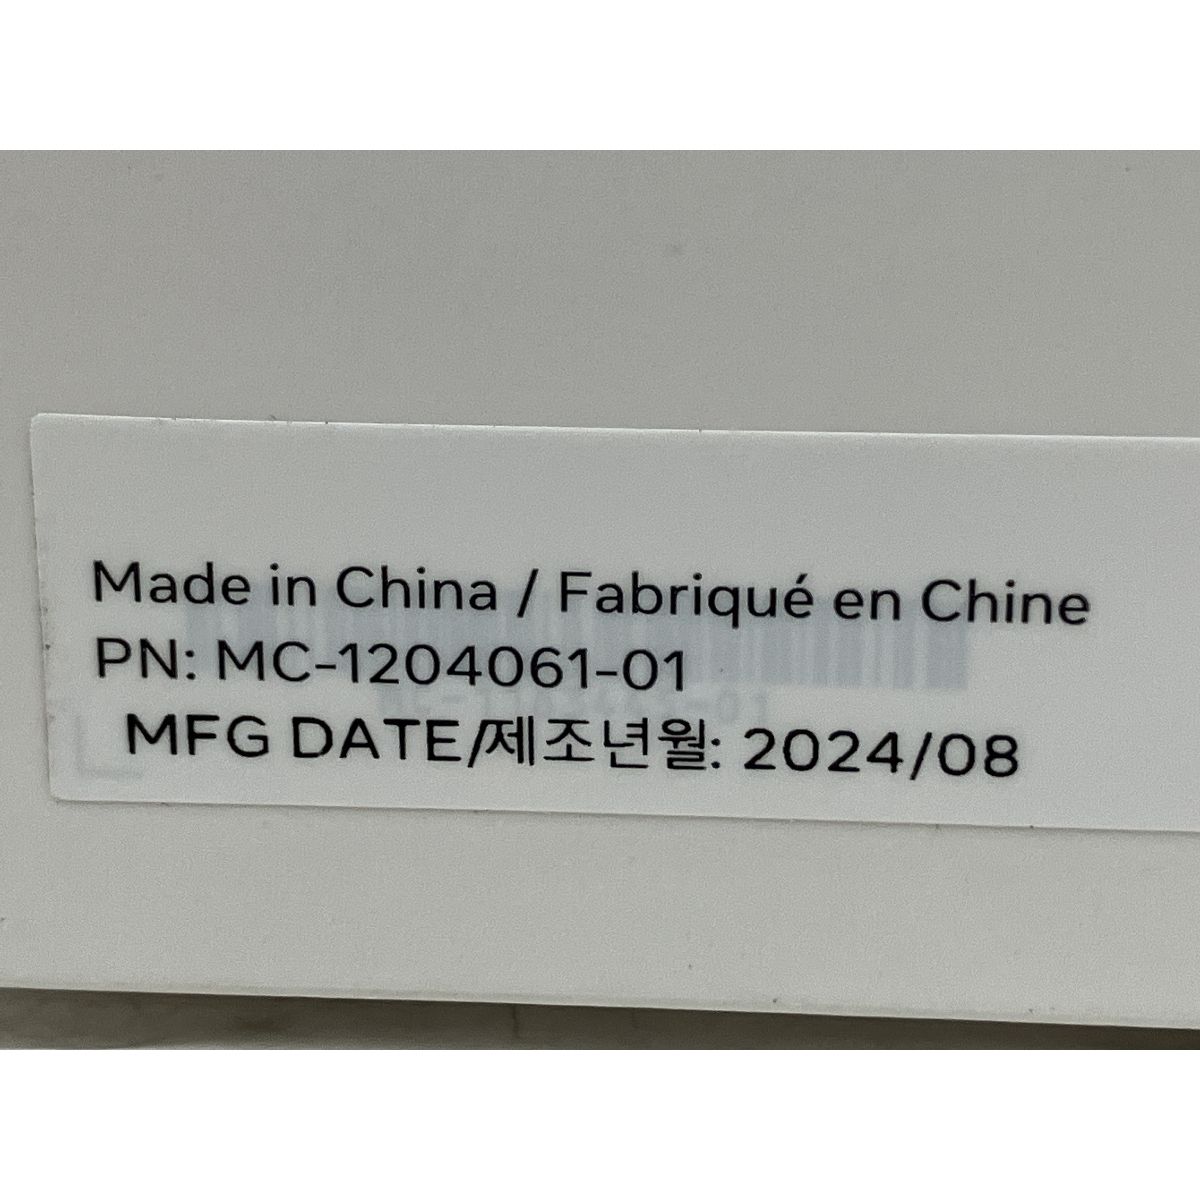 Made in China / Fabriqué en Chine
PN: MC-1204061-01
MFG DATE/제조년월: 2024/08